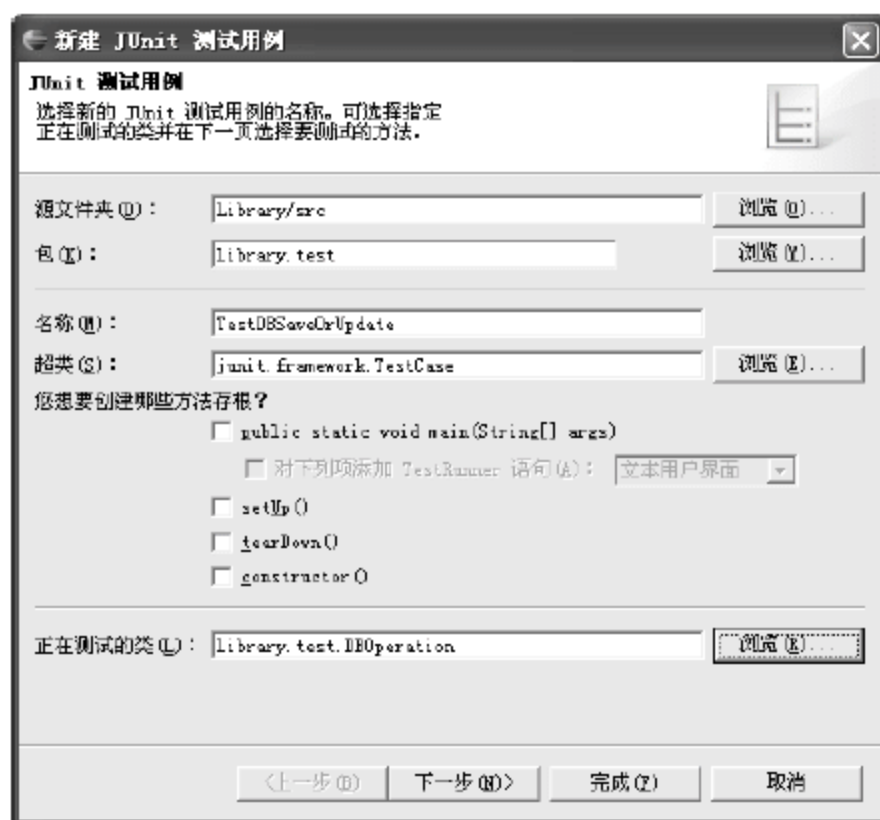 新建 JUnit 测试用例
JUnit 测试用例
选择新的 JUnit 测试用例的名称。可选择指定
正在测试的类并在下一页选择要测试的方法.
源文件夹(D): Library/src 浏览(O)...
包(K): library.test 浏览(Y)...
名称(M): TestDBSaveOrUpdate
超类(S): junit.framework.TestCase 浏览(E)...
您想要创建哪些方法存根?
public static void main(String[] args)
对下列项添加 TestRunner 语句(A): 文本用户界面
setUp()
tearDown()
constructor()
正在测试的类(L): library.test.DBOperation 浏览(R)...
<上一步(B) 下一步(N)> 完成(F) 取消